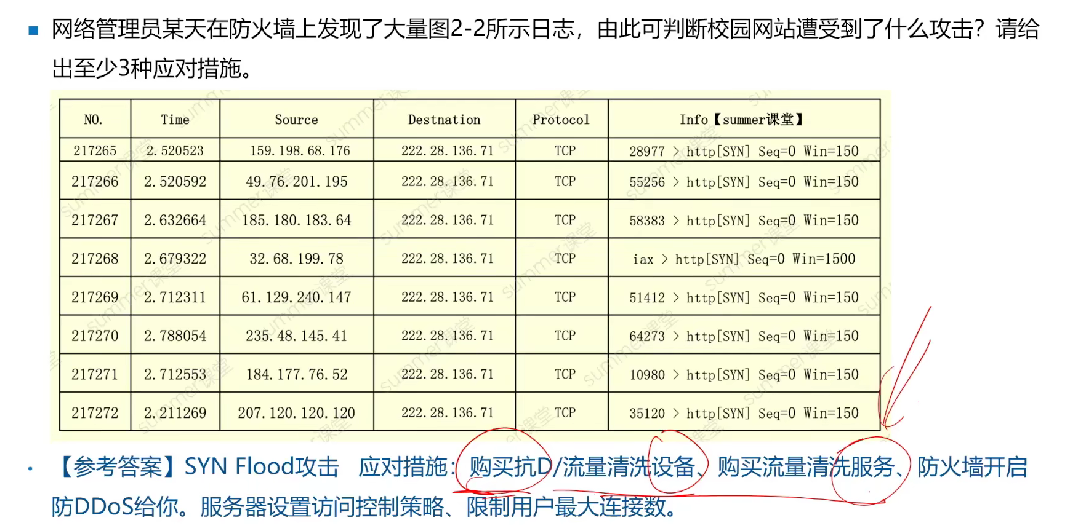 网络管理员某天在防火墙上发现了大量图2-2所示日志，由此可判断校园网站遭受到了什么攻击？请给
出至少3种应对措施。
NO. Time Source Destnation Protocol Info【summer课堂】
217265 2.520523 159.198.68.176 222.28.136.71 TCP 28977 > http[SYN] Seq=0 Win=150
217266 2.520592 49.76.201.195 222.28.136.71 TCP 55256 > http[SYN] Seq=0 Win=150
217267 2.632664 185.180.183.64 222.28.136.71 TCP 58383 > http[SYN] Seq=0 Win=150
217268 2.679322 32.68.199.78 222.28.136.71 TCP iax > http[SYN] Seq=0 Win=1500
217269 2.712311 61.129.240.147 222.28.136.71 TCP 51412 > http[SYN] Seq=0 Win=150
217270 2.788054 235.48.145.41 222.28.136.71 TCP 64273 > http[SYN] Seq=0 Win=150
217271 2.712553 184.177.76.52 222.28.136.71 TCP 10980 > http[SYN] Seq=0 Win=150
217272 2.211269 207.120.120.120 222.28.136.71 TCP 35120 > http[SYN] Seq=0 Win=150
【参考答案】SYN Flood攻击 应对措施：购买抗D/流量清洗设备、购买流量清洗服务、防火墙开启
防DDoS给你。服务器设置访问控制策略、限制用户最大连接数。